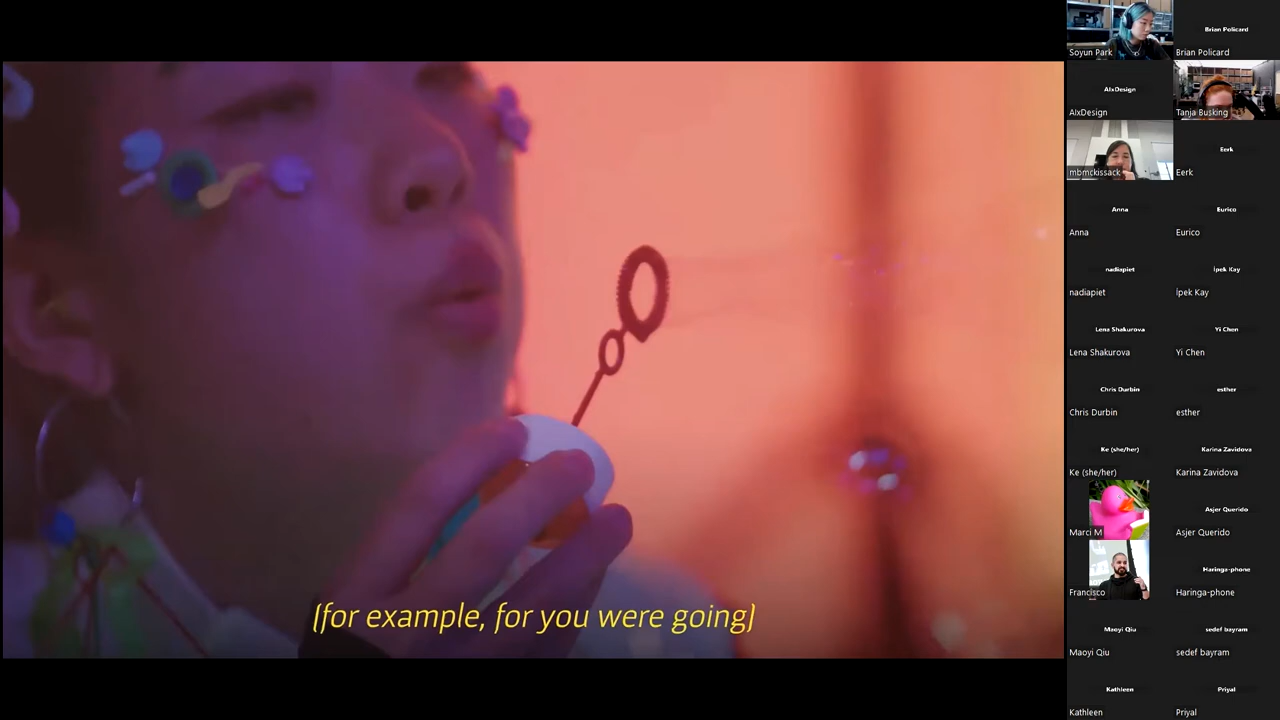 (for example, for you were going)
Soyun Park
Brian Policard
Brian Policard
AIxDesign
AIxDesign
Tanja Busking
mbmckissack
Eerk
Eerk
Anna
Anna
Eurico
Eurico
nadiapiet
nadiapiet
İpek Kay
İpek Kay
Lena Shakurova
Lena Shakurova
Yi Chen
Yi Chen
Chris Durbin
Chris Durbin
esther
esther
Ke (she/her)
Ke (she/her)
Karina Zavidova
Karina Zavidova
Marci M
Asjer Querido
Asjer Querido
Francisco
Haringa-phone
Haringa-phone
Maoyi Qiu
Maoyi Qiu
sedef bayram
sedef bayram
Kathleen
Kathleen
Priyal
Priyal